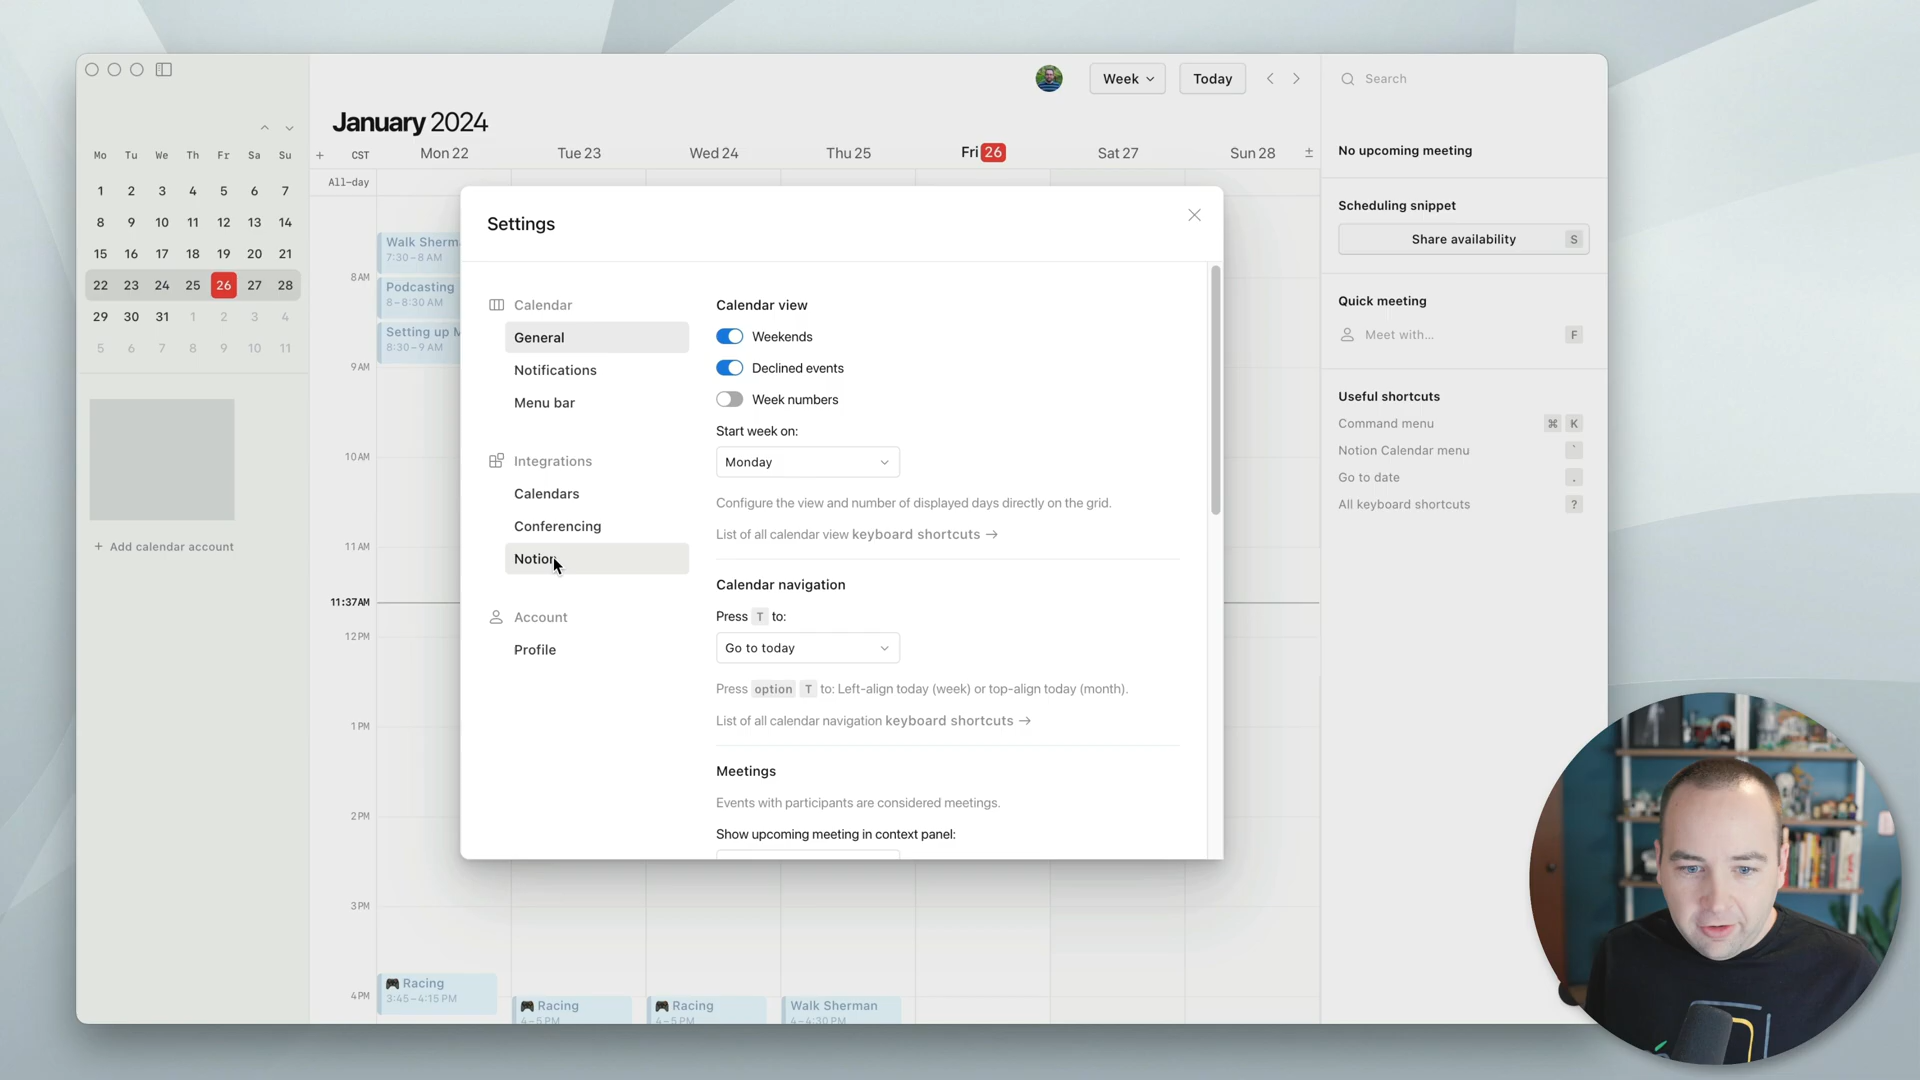 Week
Today
Search
January 2024
Mo Tu We Th Fr Sa Su
+ CST Mon 22 Tue 23 Wed 24 Thu 25 Fri 26 Sat 27 Sun 28 ±
All-day
1 2 3 4 5 6 7
8 9 10 11 12 13 14
15 16 17 18 19 20 21
22 23 24 25 26 27 28
29 30 31 1 2 3 4
5 6 7 8 9 10 11
+ Add calendar account
8 AM
9 AM
10 AM
11 AM
11:37AM
12PM
1 PM
2 PM
3 PM
4 PM
Walk Sherm
7:30–8 AM
Podcasting
8–8:30 AM
Setting up M
8:30–9 AM
🎮 Racing
3:45–4:15 PM
🎮 Racing
4–5 PM
🎮 Racing
4–5 PM
Walk Sherman
4–4:30 PM
Settings
Calendar
General
Notifications
Menu bar
Integrations
Calendars
Conferencing
Notion
Account
Profile
Calendar view
Weekends
Declined events
Week numbers
Start week on:
Monday
Configure the view and number of displayed days directly on the grid.
List of all calendar view keyboard shortcuts →
Calendar navigation
Press T to:
Go to today
Press option T to: Left-align today (week) or top-align today (month).
List of all calendar navigation keyboard shortcuts →
Meetings
Events with participants are considered meetings.
Show upcoming meeting in context panel:
No upcoming meeting
Scheduling snippet
Share availability S
Quick meeting
Meet with... F
Useful shortcuts
Command menu ⌘ K
Notion Calendar menu `
Go to date .
All keyboard shortcuts ?